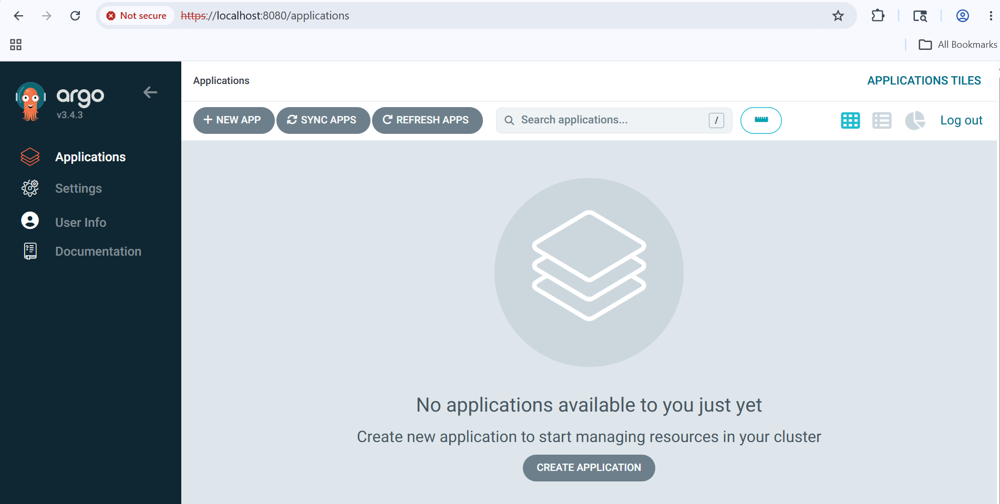 Not secure https://localhost:8080/applications
All Bookmarks
argo
v3.4.3
Applications
Settings
User Info
Documentation
Applications
APPLICATIONS TILES
NEW APP SYNC APPS REFRESH APPS Search applications... / Log out
No applications available to you just yet
Create new application to start managing resources in your cluster
CREATE APPLICATION